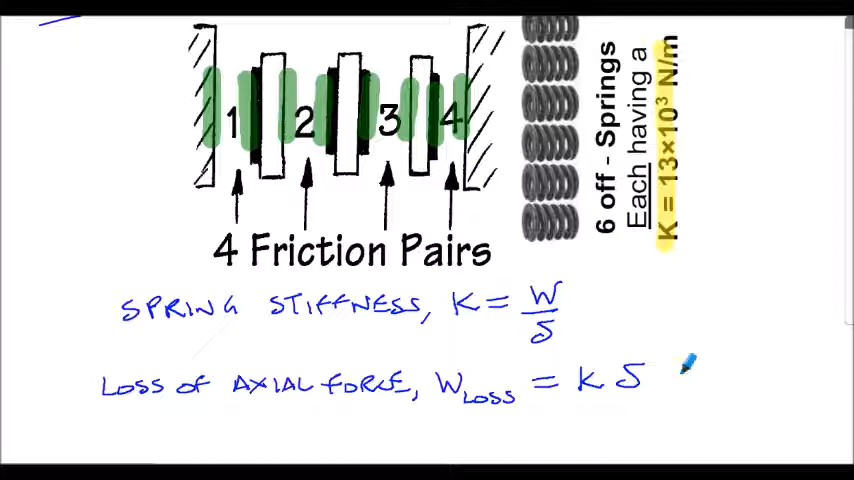 1 2 3 4
4 Friction Pairs
6 off - Springs
Each having a
K = 13×10³ N/m
SPRING STIFFNESS, K = W/δ
LOSS OF AXIAL FORCE, W_LOSS = K δ